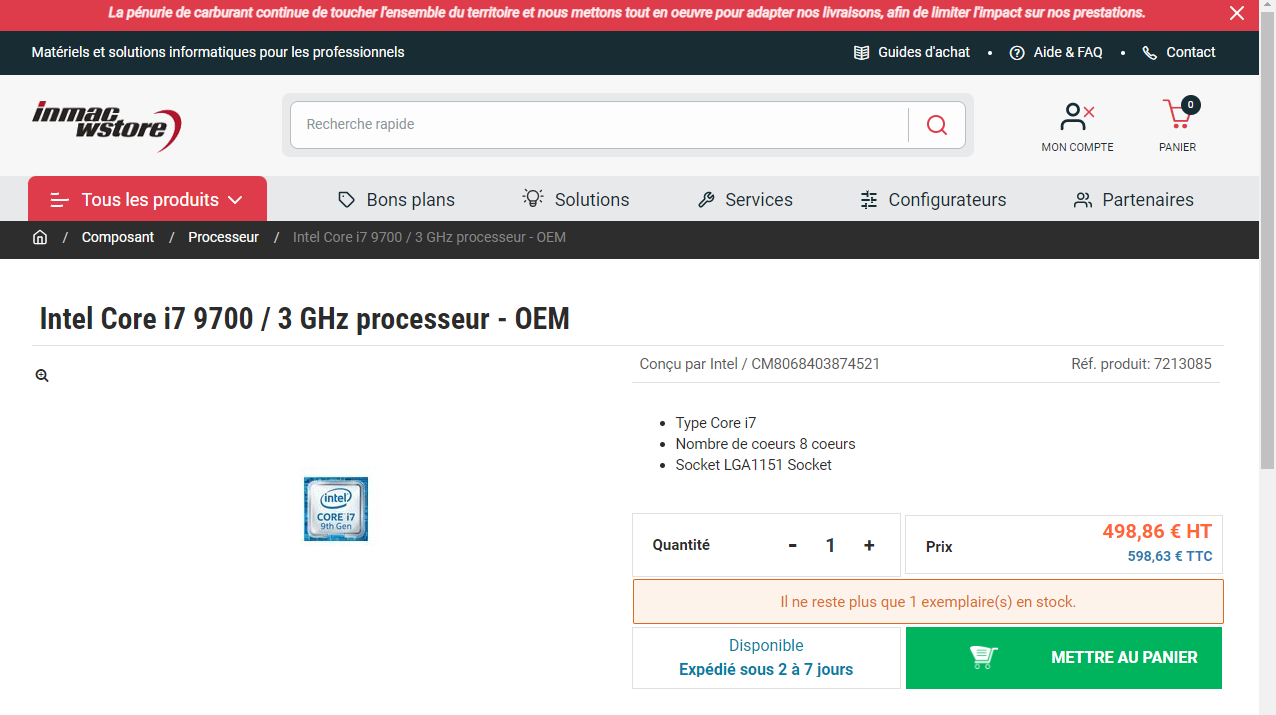 La pénurie de carburant continue de toucher l'ensemble du territoire et nous mettons tout en oeuvre pour adapter nos livraisons, afin de limiter l'impact sur nos prestations.
Matériels et solutions informatiques pour les professionnels
Guides d'achat • Aide & FAQ • Contact
inmac wstore
Recherche rapide
MON COMPTE
0
PANIER
Tous les produits
Bons plans
Solutions
Services
Configurateurs
Partenaires
/ Composant / Processeur / Intel Core i7 9700 / 3 GHz processeur - OEM
Intel Core i7 9700 / 3 GHz processeur - OEM
Conçu par Intel / CM8068403874521
Réf. produit: 7213085
• Type Core i7
• Nombre de coeurs 8 coeurs
• Socket LGA1151 Socket
intel
CORE i7
9th Gen
Quantité - 1 +
Prix
498,86 € HT
598,63 € TTC
Il ne reste plus que 1 exemplaire(s) en stock.
Disponible
Expédié sous 2 à 7 jours
METTRE AU PANIER